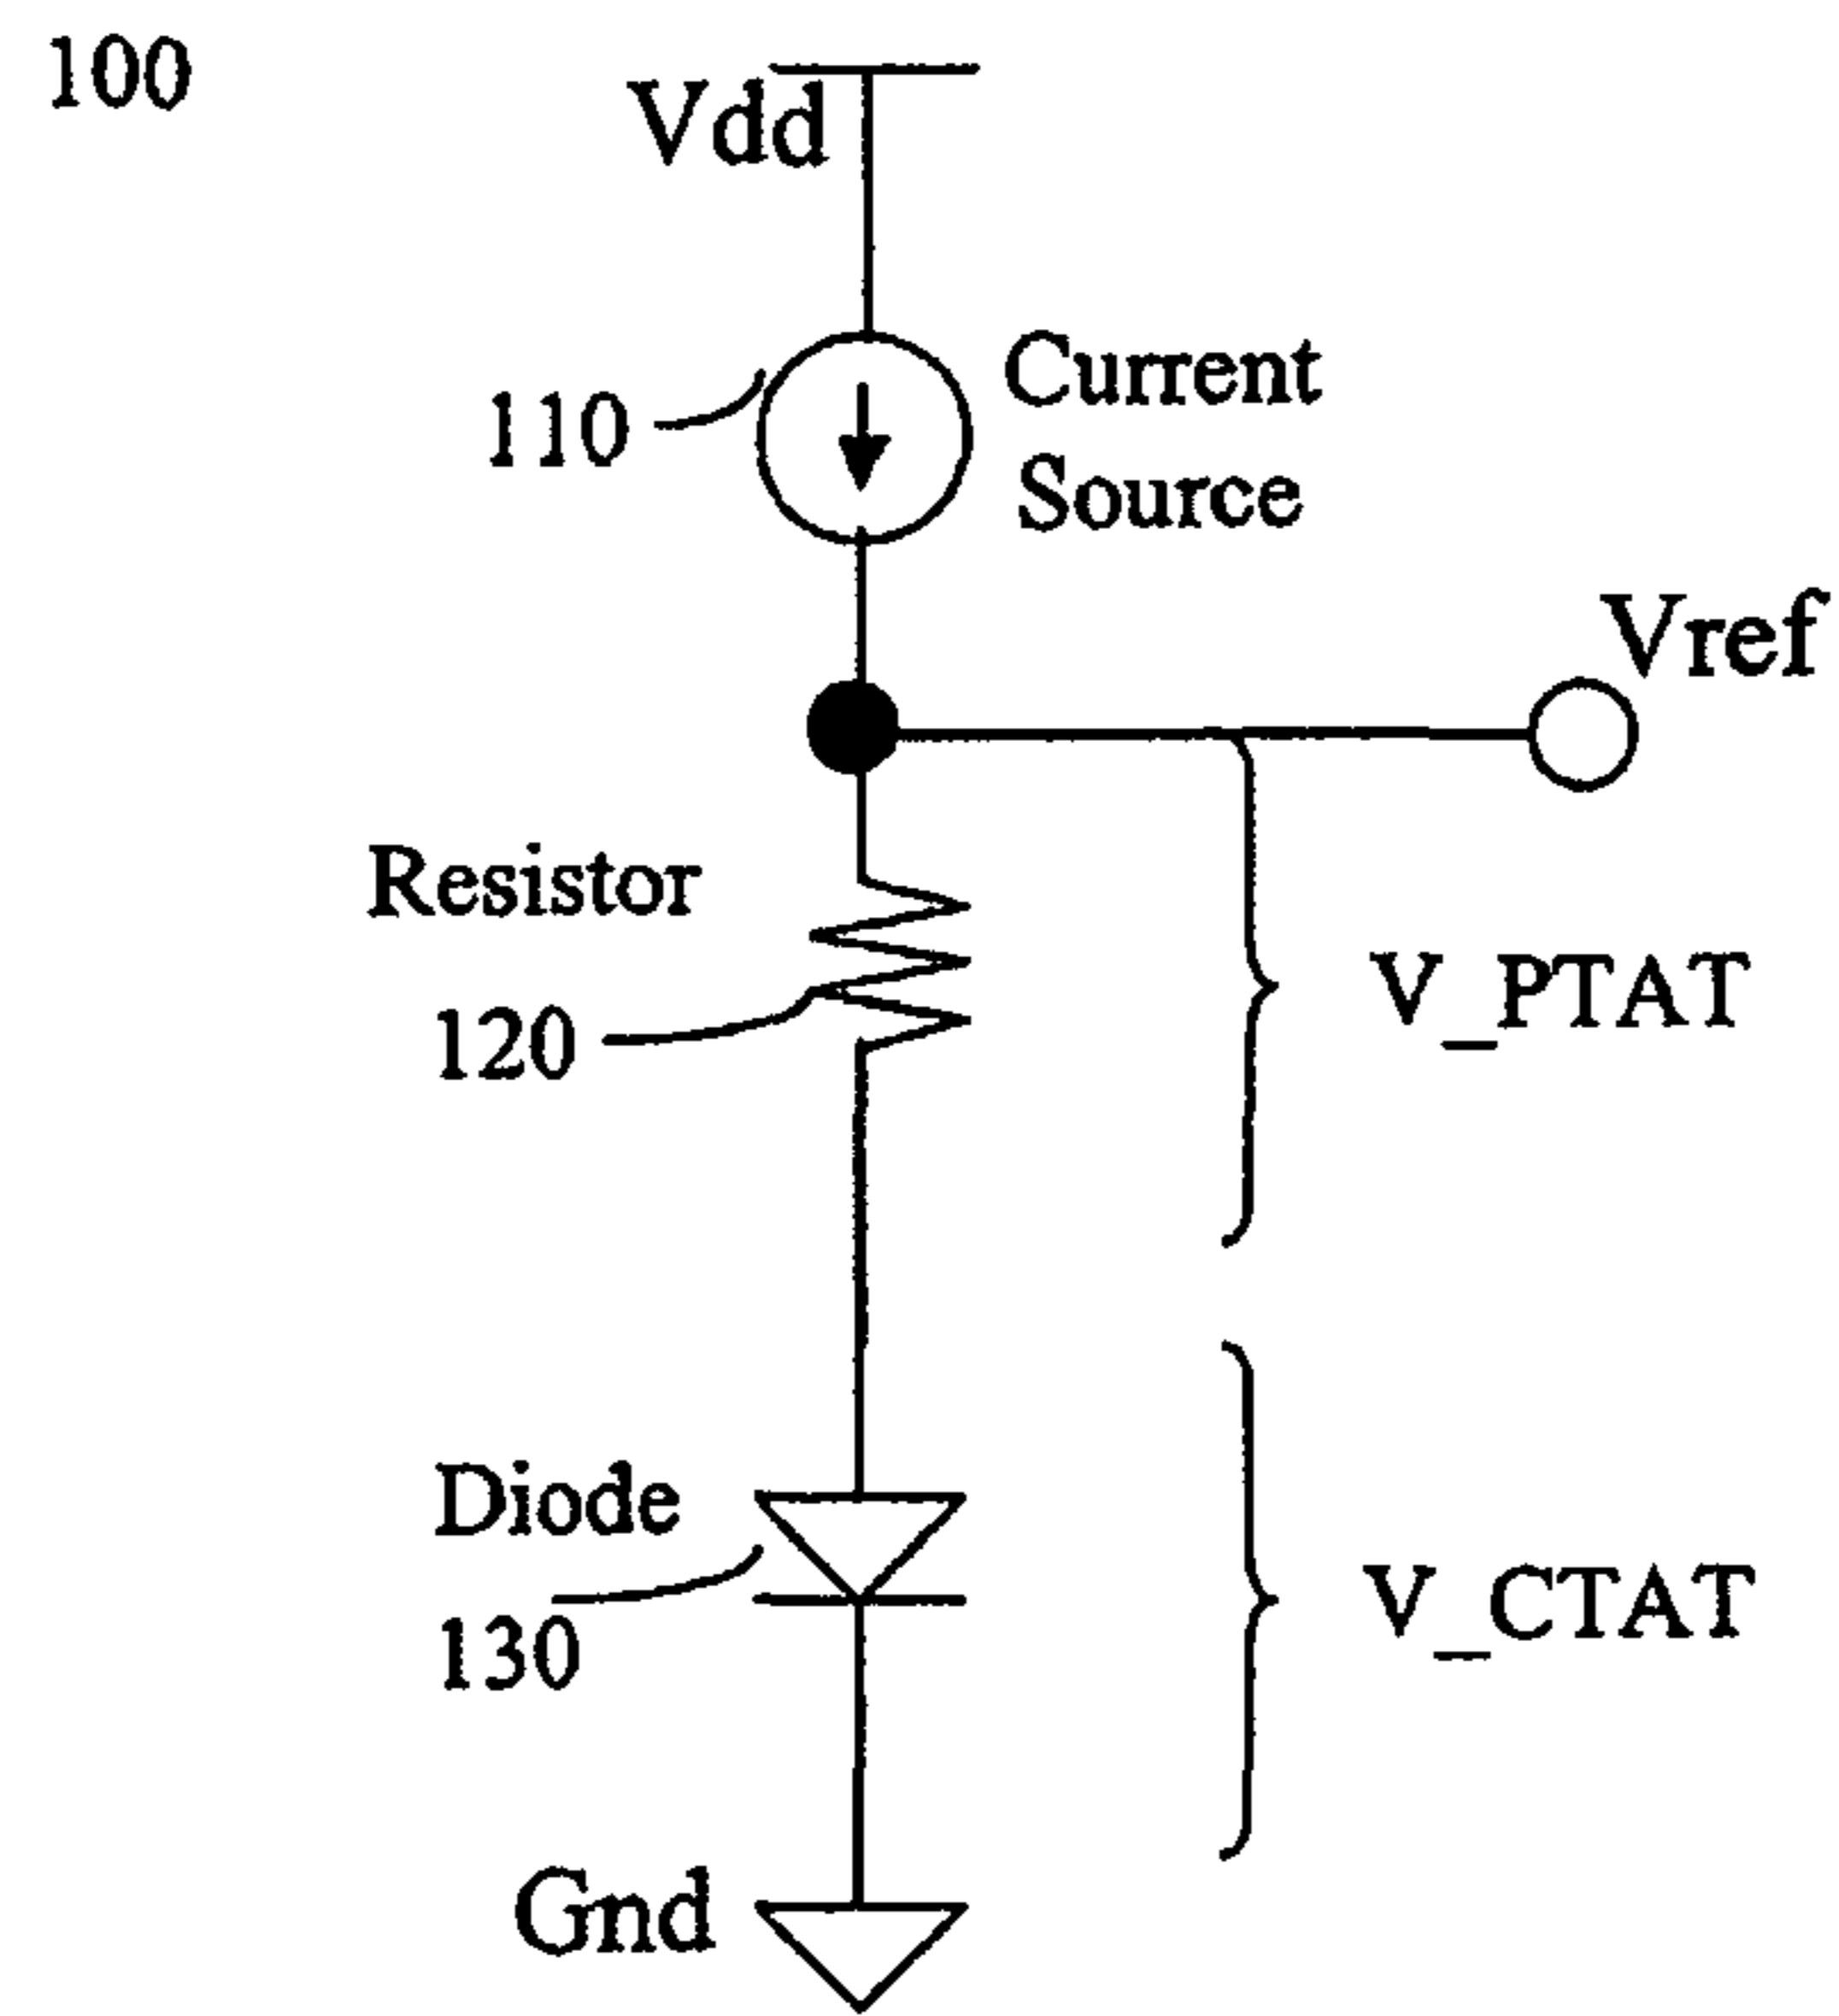 100
Vdd
110
Current
Source
Vref
Resistor
120
V_PTAT
Diode
130
V_CTAT
Gnd